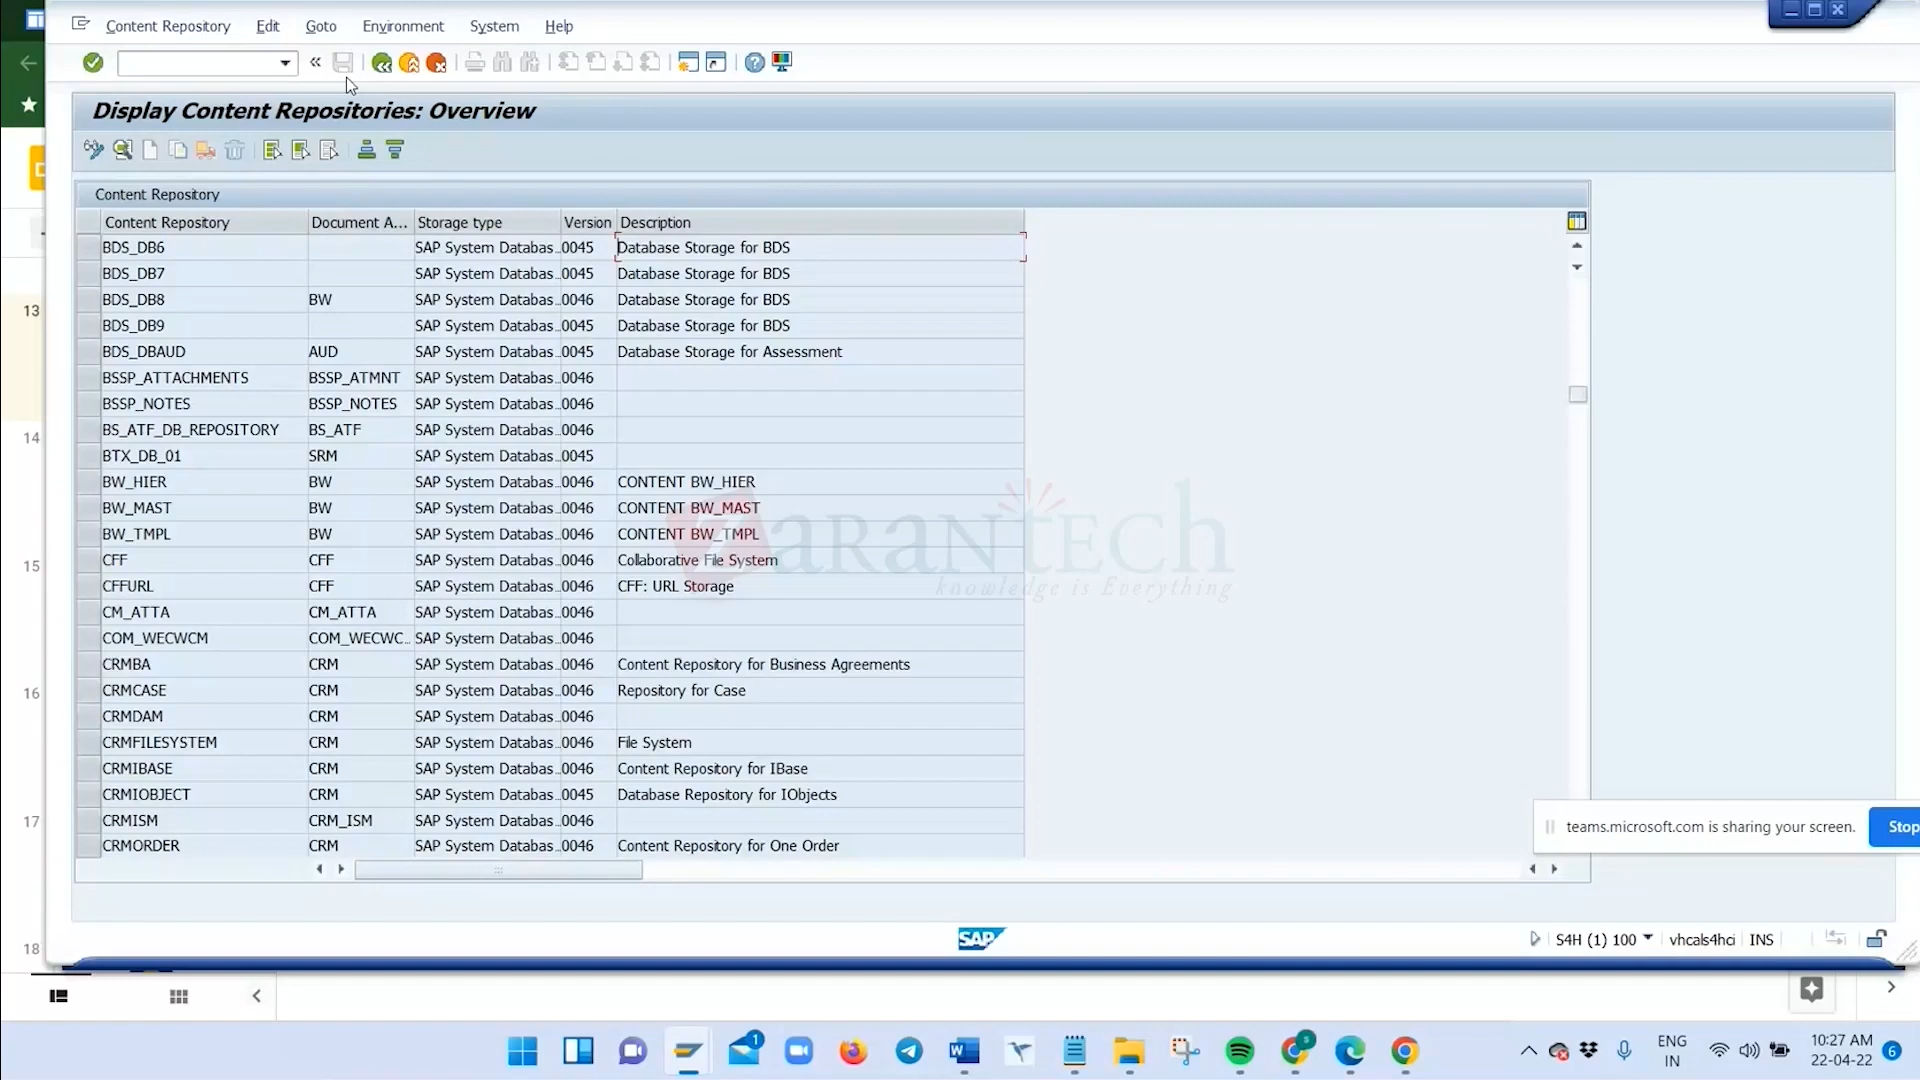 Content Repository Edit Goto Environment System Help
Display Content Repositories: Overview
Content Repository
Content Repository Document A... Storage type Version Description
BDS_DB6 SAP System Databas...0045 Database Storage for BDS
BDS_DB7 SAP System Databas...0045 Database Storage for BDS
BDS_DB8 BW SAP System Databas...0046 Database Storage for BDS
BDS_DB9 SAP System Databas...0045 Database Storage for BDS
BDS_DBAUD AUD SAP System Databas...0045 Database Storage for Assessment
BSSP_ATTACHMENTS BSSP_ATMNT SAP System Databas...0046
BSSP_NOTES BSSP_NOTES SAP System Databas...0046
BS_ATF_DB_REPOSITORY BS_ATF SAP System Databas...0046
BTX_DB_01 SRM SAP System Databas...0045
BW_HIER BW SAP System Databas...0046 CONTENT BW_HIER
BW_MAST BW SAP System Databas...0046 CONTENT BW_MAST
BW_TMPL BW SAP System Databas...0046 CONTENT BW_TMPL
CFF CFF SAP System Databas...0046 Collaborative File System
CFFURL CFF SAP System Databas...0046 CFF: URL Storage
CM_ATTA CM_ATTA SAP System Databas...0046
COM_WECWCM COM_WECWC... SAP System Databas...0046
CRMBA CRM SAP System Databas...0046 Content Repository for Business Agreements
CRMCASE CRM SAP System Databas...0046 Repository for Case
CRMDAM CRM SAP System Databas...0046
CRMFILESYSTEM CRM SAP System Databas...0046 File System
CRMIBASE CRM SAP System Databas...0046 Content Repository for IBase
CRMIOBJECT CRM SAP System Databas...0045 Database Repository for IObjects
CRMISM CRM_ISM SAP System Databas...0046
CRMORDER CRM SAP System Databas...0046 Content Repository for One Order
zaranTech
knowledge is Everything
13
14
15
16
17
18
teams.microsoft.com is sharing your screen. Stop
SAP S4H (1) 100 vhcals4hci INS
1
ENG
IN
10:27 AM
22-04-22
6